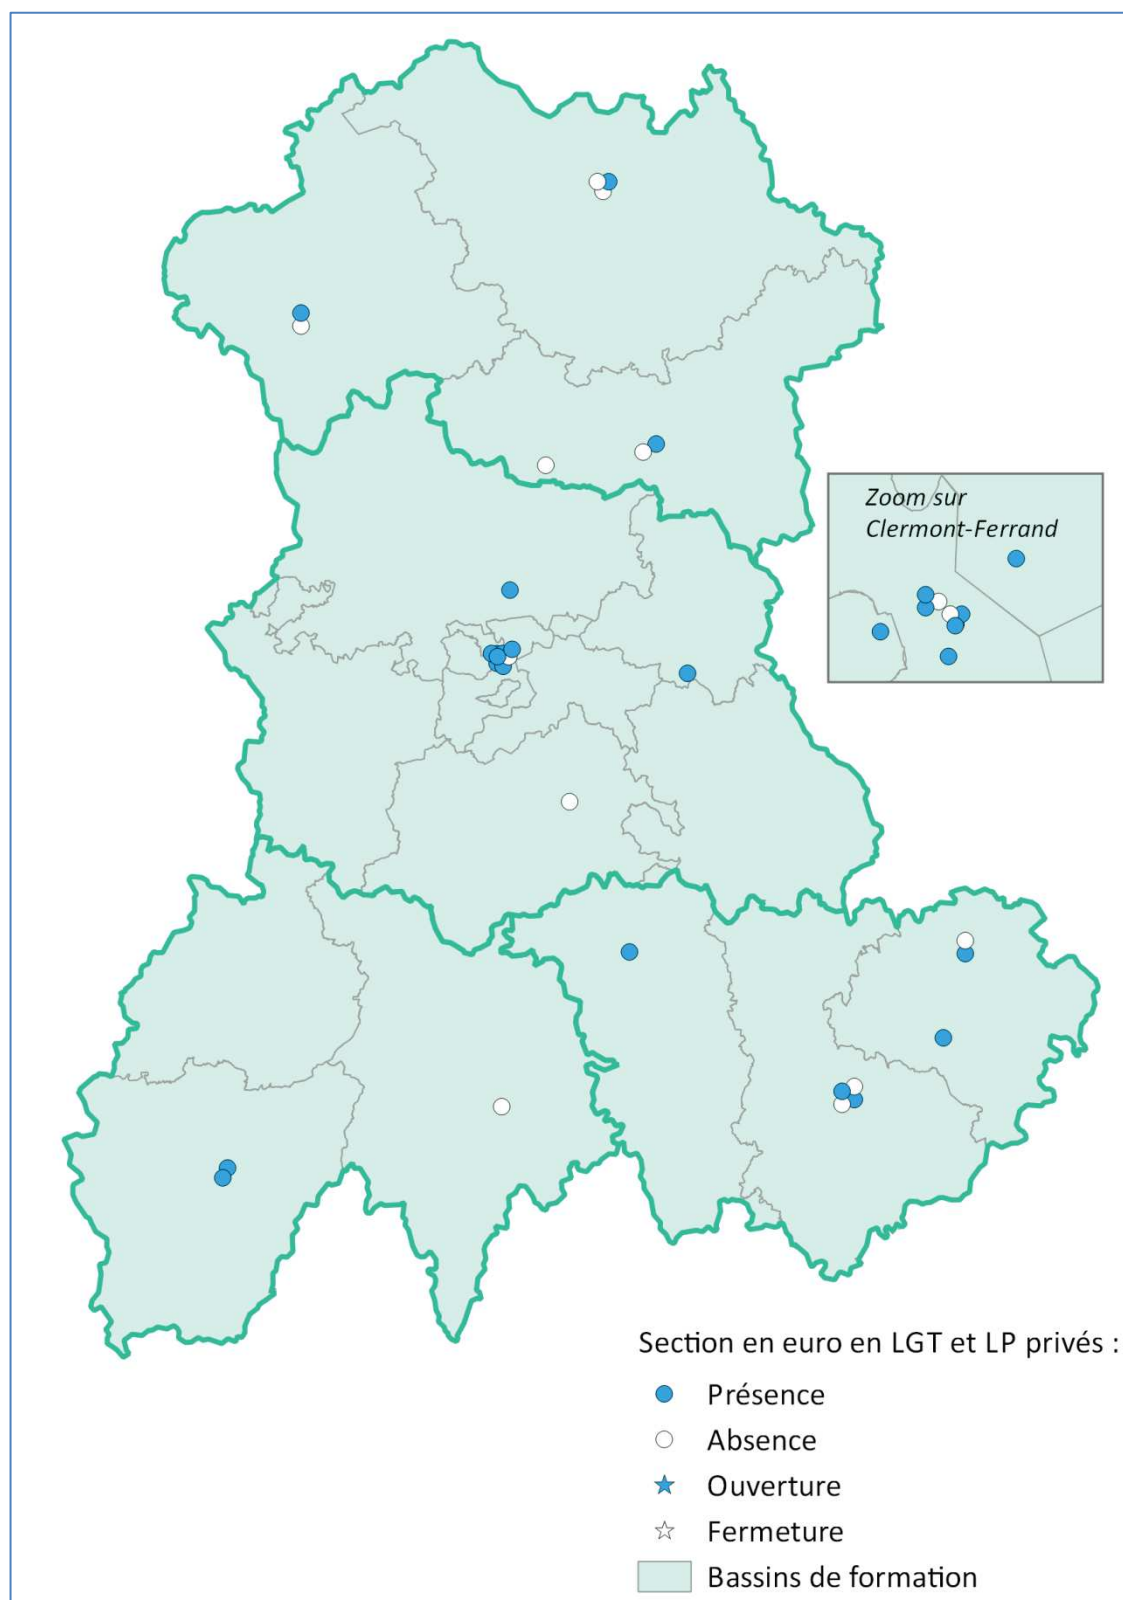 Zoom sur
Clermont-Ferrand
Section en euro en LGT et LP privés :
Présence
Absence
Ouverture
Fermeture
Bassins de formation